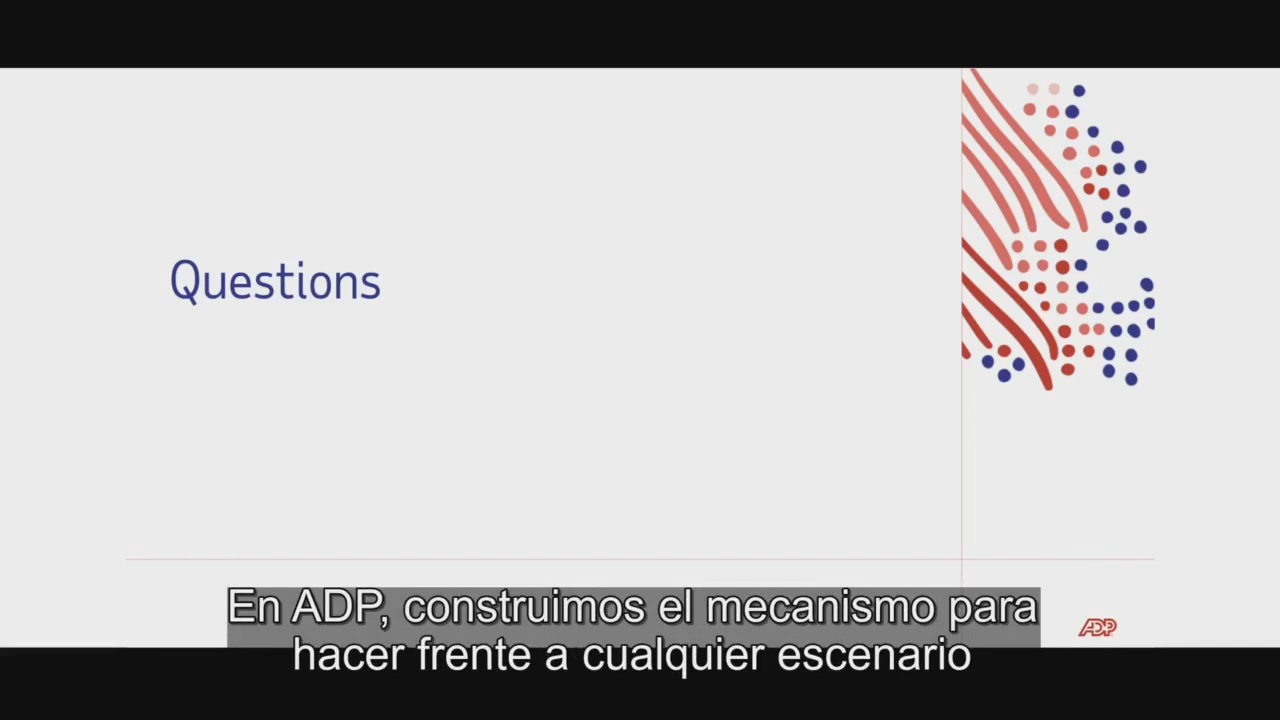 Questions
En ADP, construimos el mecanismo para
hacer frente a cualquier escenario
ADP